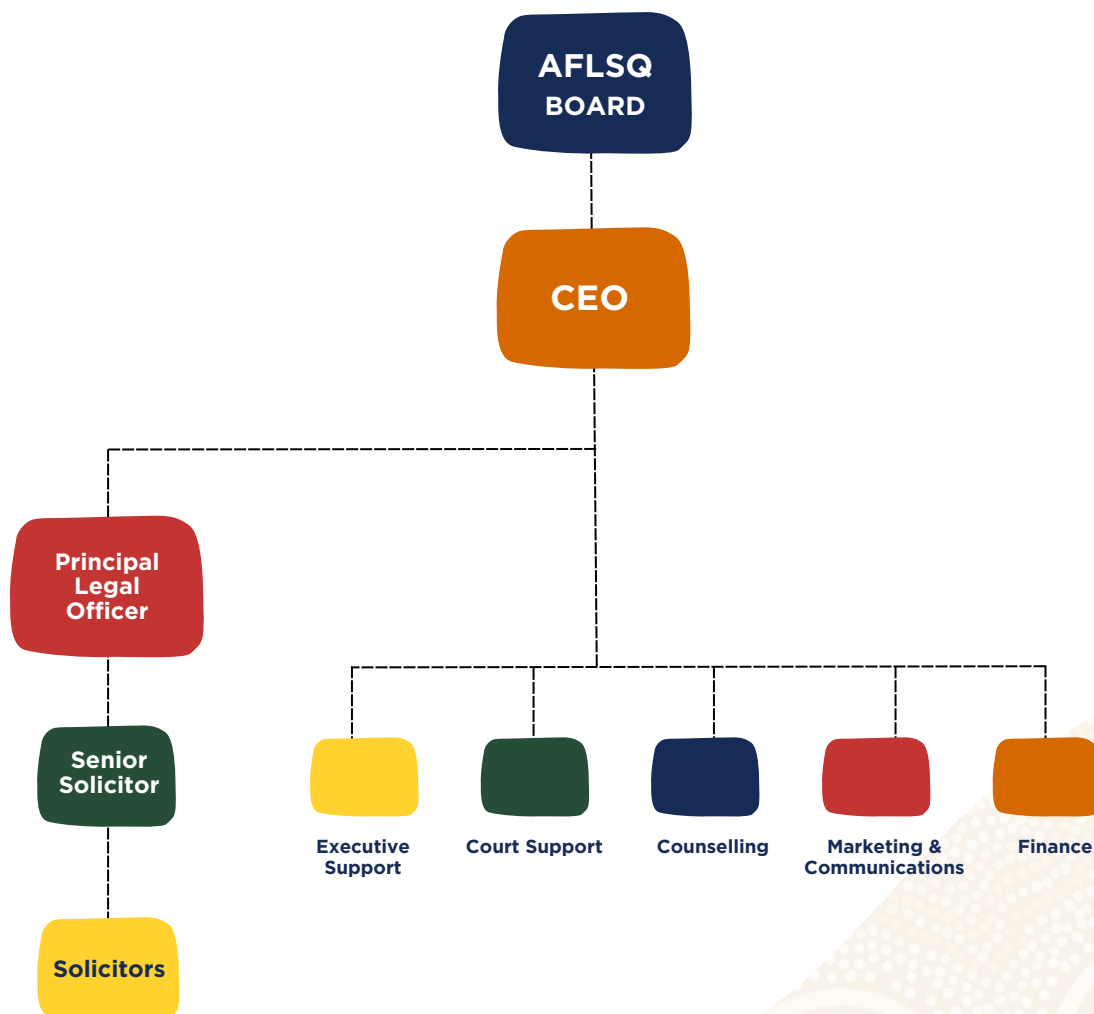 AFLSQ
BOARD
CEO
Principal
Legal
Officer
Senior
Solicitor
Solicitors
Executive
Support
Court Support
Counselling
Marketing &
Communications
Finance